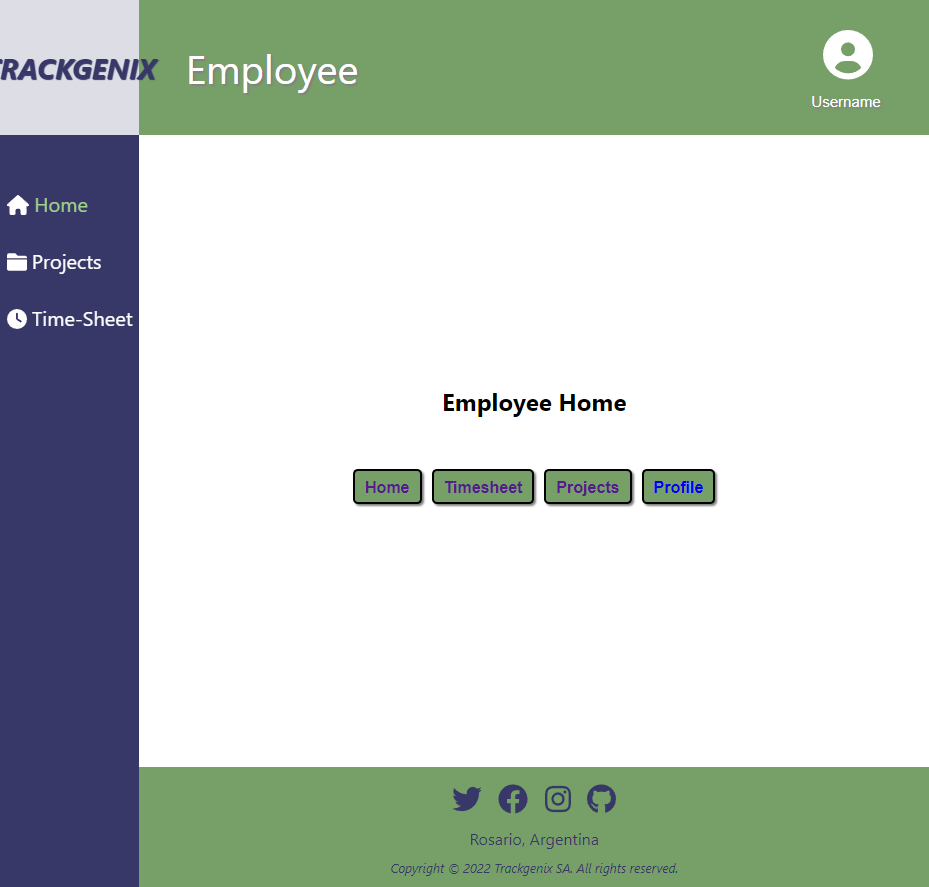 TRACKGENIX
Employee
Username
Home
Projects
Time-Sheet
Employee Home
Home Timesheet Projects Profile
Rosario, Argentina
Copyright © 2022 Trackgenix SA. All rights reserved.